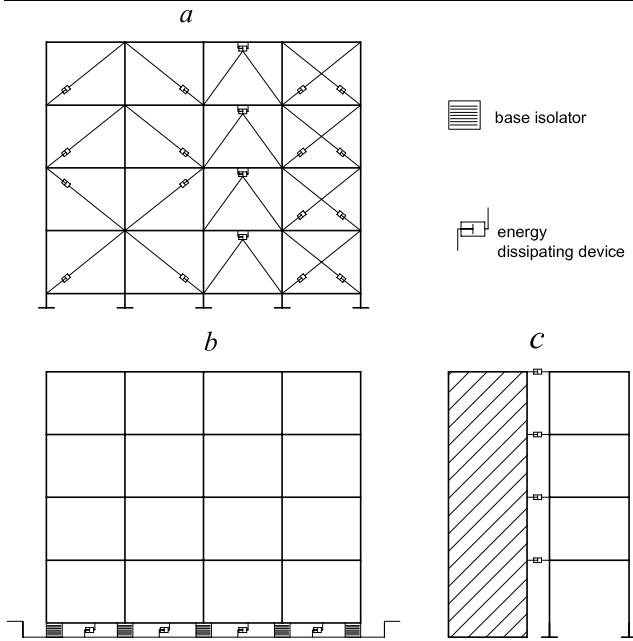 a
base isolator
energy
dissipating device
b
c